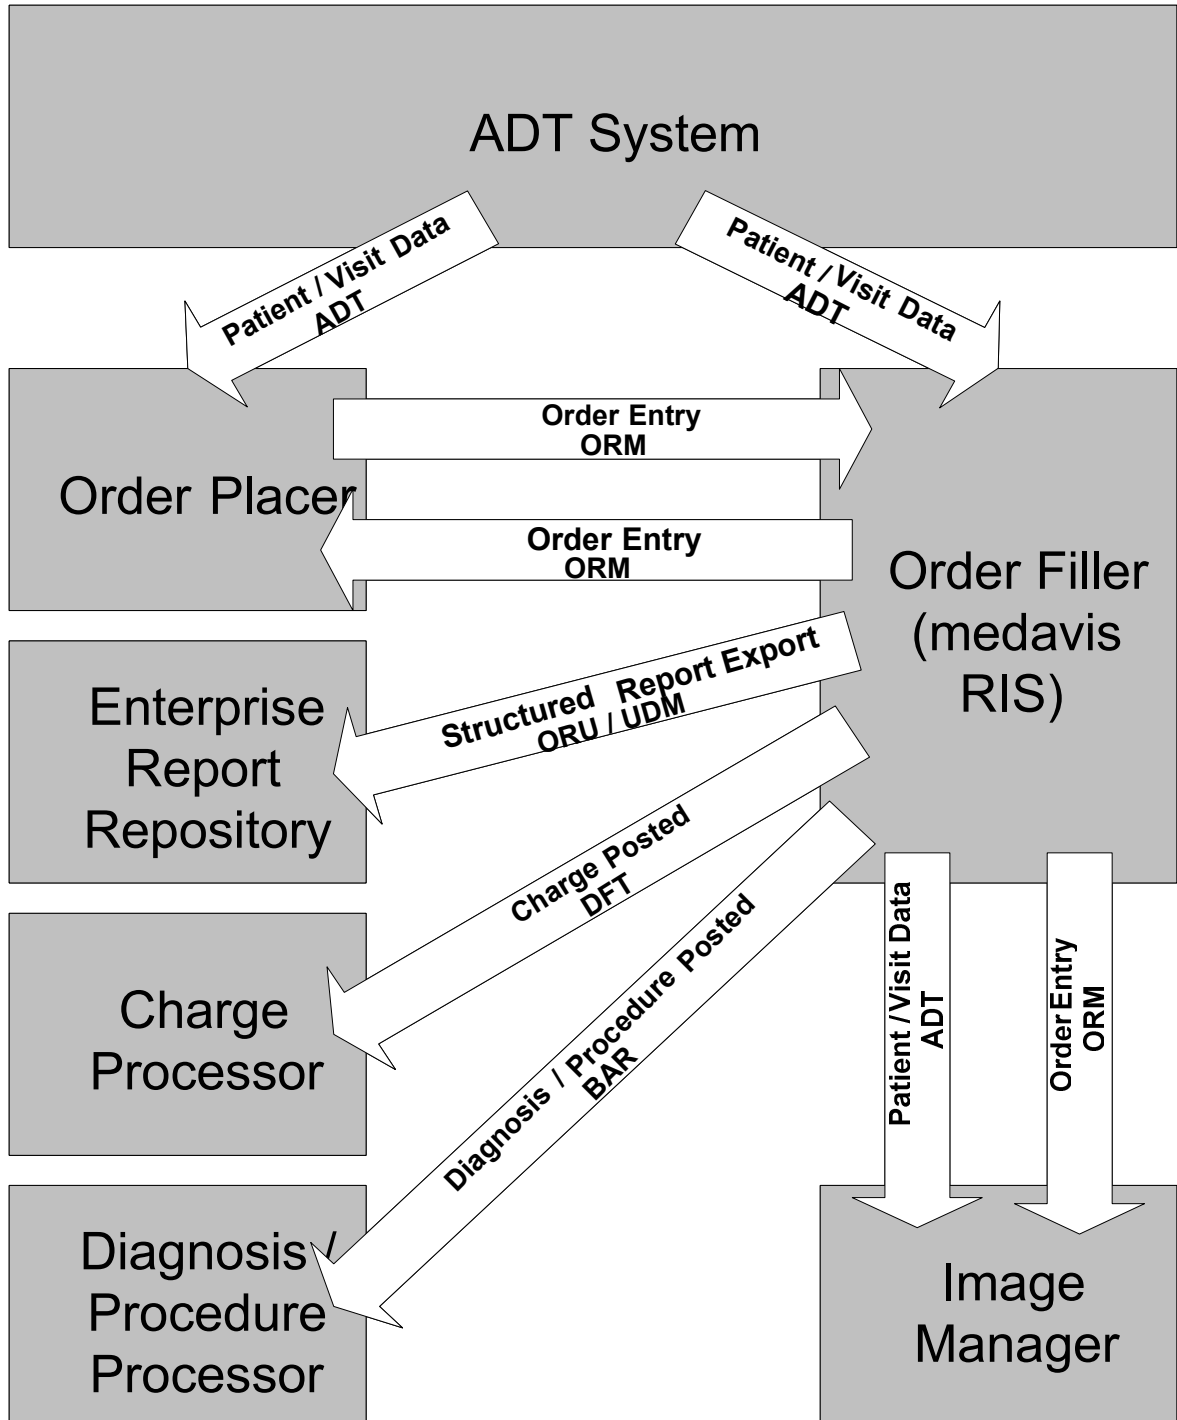 ADT System
Patient / Visit Data
ADT
Patient / Visit Data
ADT
Order Placer
Order Entry
ORM
Order Entry
ORM
Order Filler
(medavis
RIS)
Enterprise
Report
Repository
Structured Report Export
ORU / UDM
Charge
Processor
Charge Posted
DFT
Diagnosis /
Procedure
Processor
Diagnosis / Procedure Posted
BAR
Patient / Visit Data
ADT
Order Entry
ORM
Image
Manager